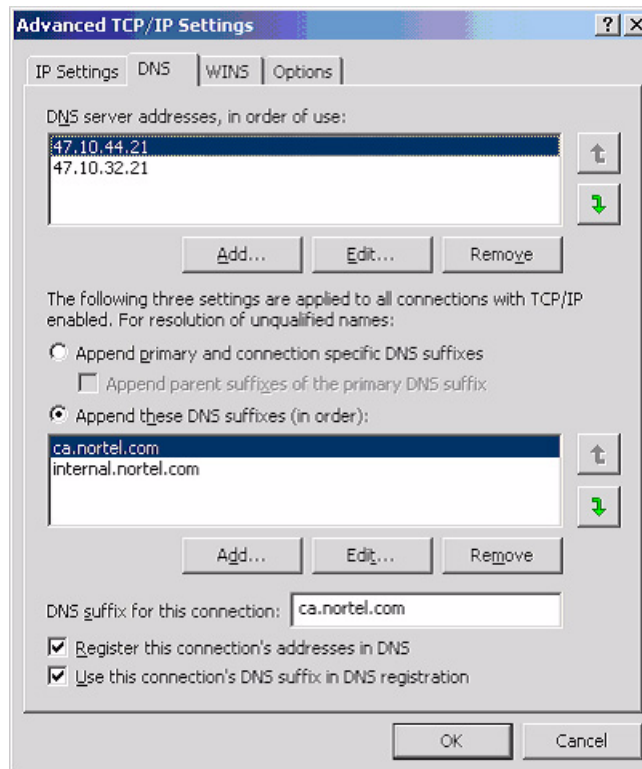 Advanced TCP/IP Settings
IP Settings DNS WINS Options
DNS server addresses, in order of use:
47.10.44.21
47.10.32.21
Add... Edit... Remove
The following three settings are applied to all connections with TCP/IP
enabled. For resolution of unqualified names:
Append primary and connection specific DNS suffixes
Append parent suffixes of the primary DNS suffix
Append these DNS suffixes (in order):
ca.nortel.com
internal.nortel.com
Add... Edit... Remove
DNS suffix for this connection: ca.nortel.com
Register this connection's addresses in DNS
Use this connection's DNS suffix in DNS registration
OK Cancel